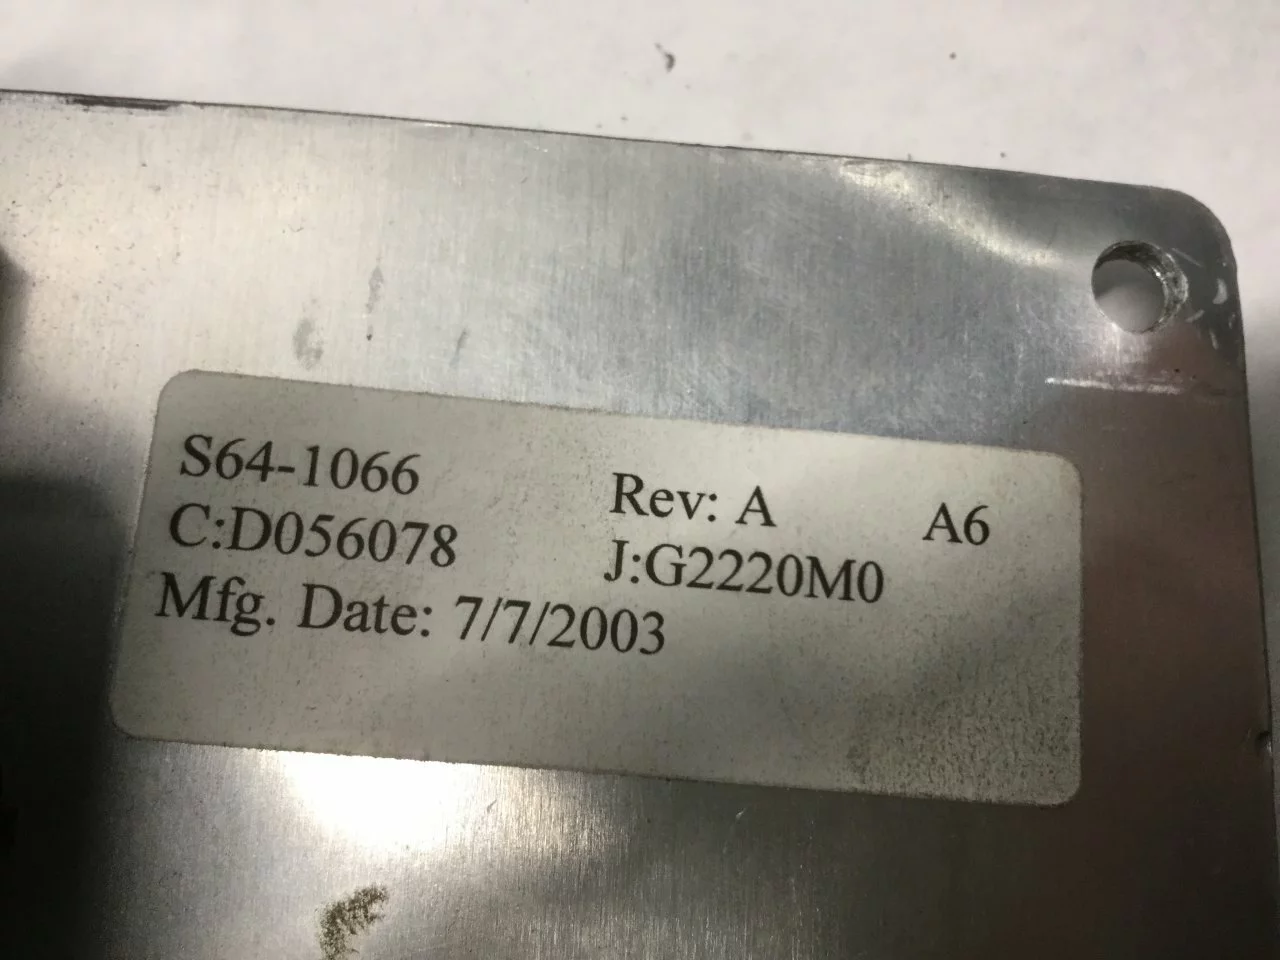 S64-1066 Rev: A A6
C:D056078 J:G2220M0
Mfg. Date: 7/7/2003